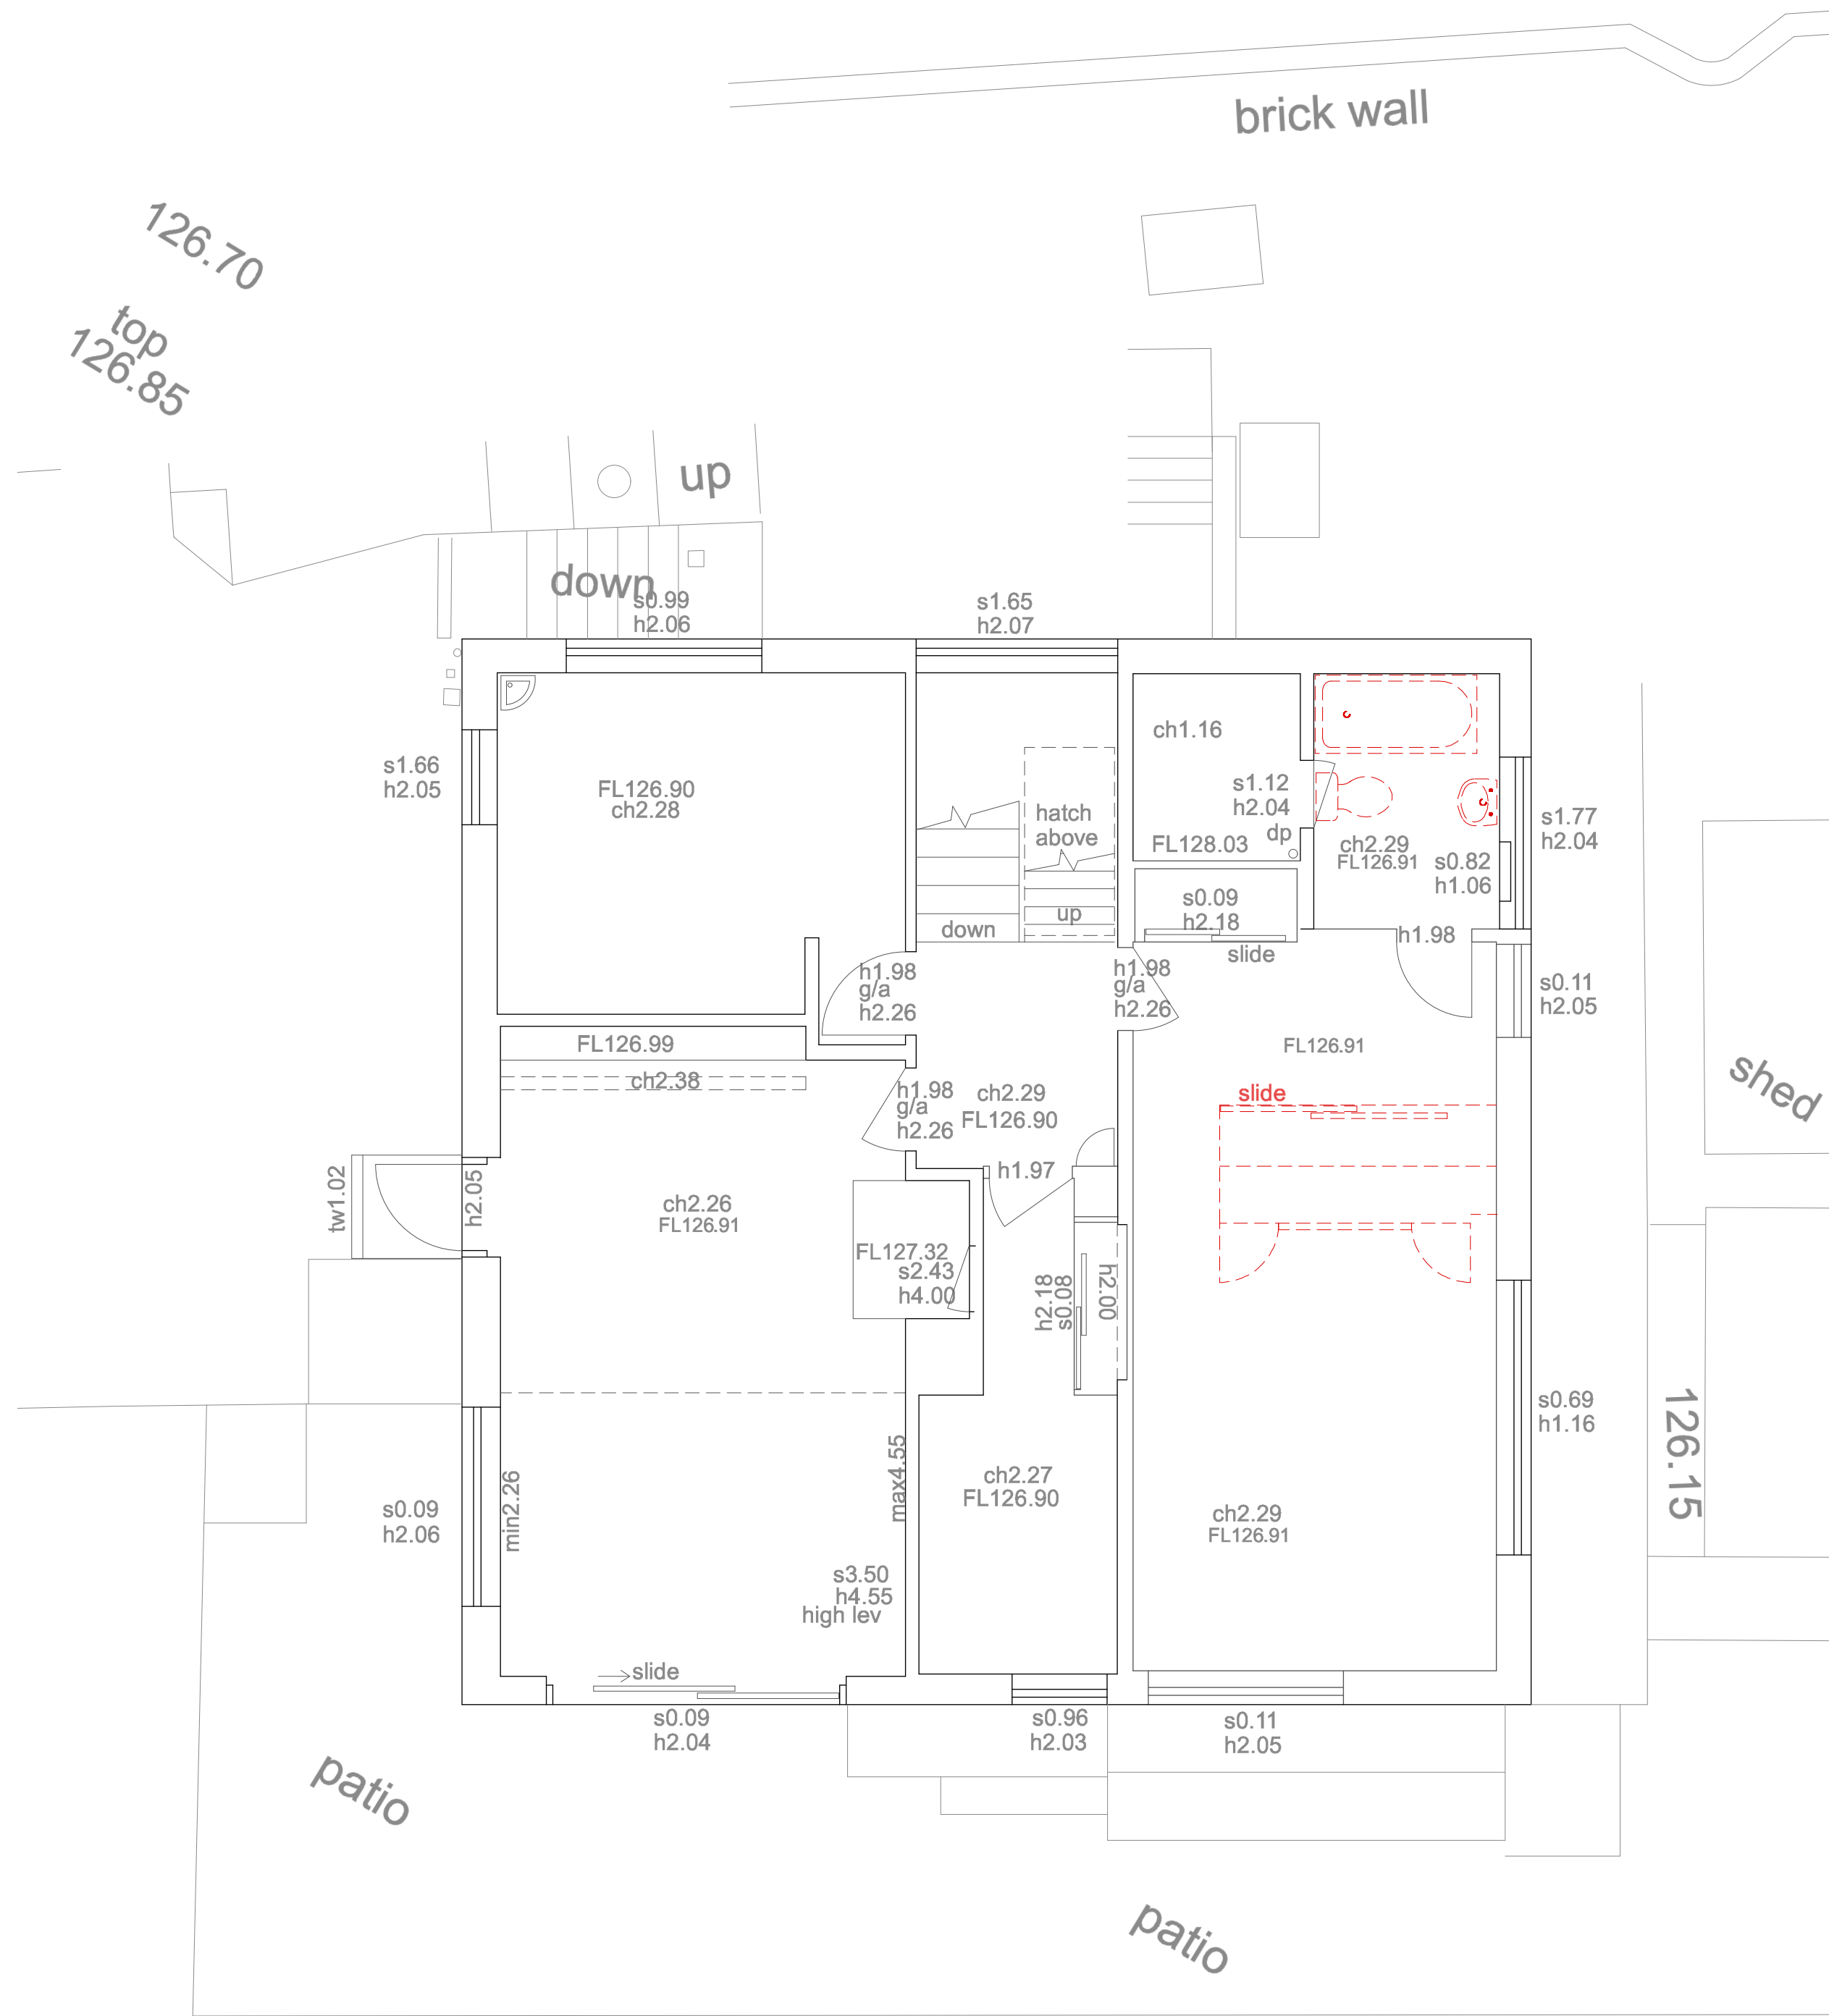 brick wall
126.70
top
126.85
up
down
s0.99
h2.06
s1.65
h2.07
s1.66
h2.05
FL126.90
ch2.28
hatch
above
down
up
ch1.16
s1.12
h2.04
dp
FL128.03
ch2.29
FL126.91
s0.82
h1.06
s1.77
h2.04
s0.09
h2.18
slide
h1.98
h1.98
g/a
h2.26
h1.98
g/a
h2.26
s0.11
h2.05
FL126.99
ch2.38
h1.98
g/a
h2.26
ch2.29
FL126.90
FL126.91
slide
shed
h1.97
tw1.02
h2.05
ch2.26
FL126.91
FL127.32
s2.43
h4.00
h2.18
s0.08
h2.00
s0.69
h1.16
126.15
s0.09
h2.06
min2.26
max4.55
ch2.27
FL126.90
ch2.29
FL126.91
s3.50
h4.55
high lev
slide
s0.09
h2.04
s0.96
h2.03
s0.11
h2.05
patio
patio